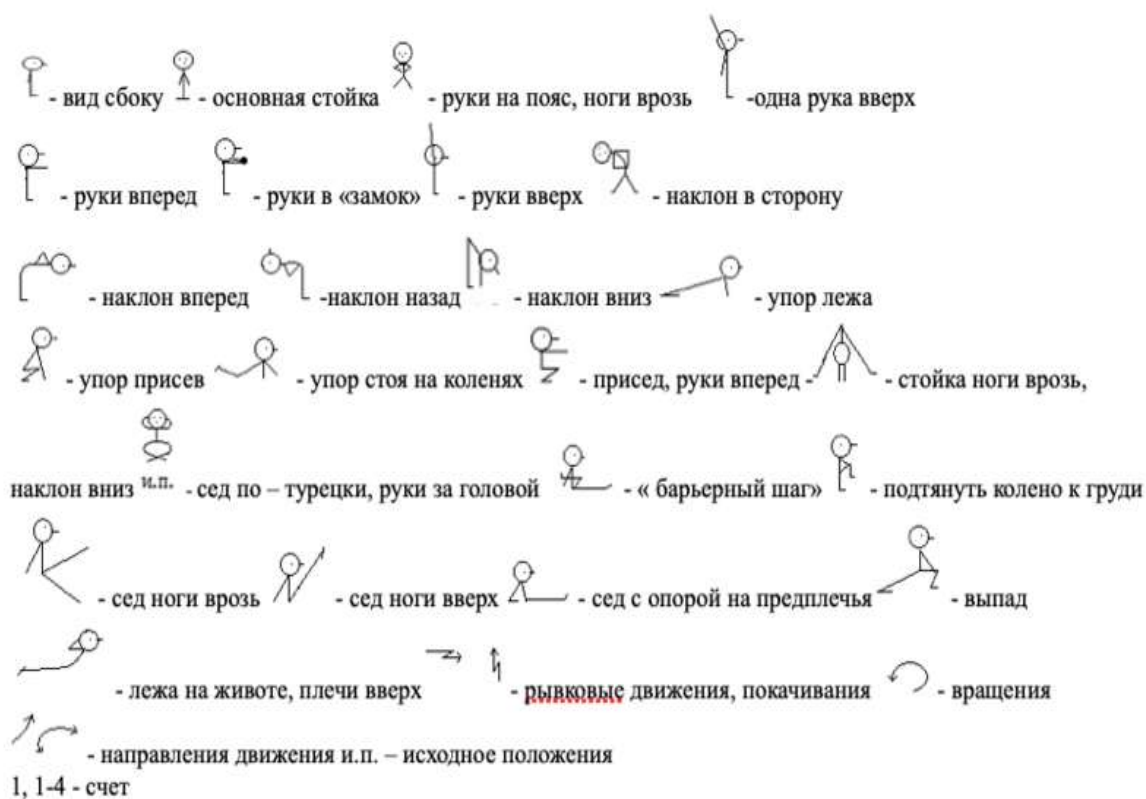 - вид сбоку - основная стойка - руки на пояс, ноги врозь -одна рука вверх
- руки вперед - руки в «замок» - руки вверх - наклон в сторону
- наклон вперед -наклон назад - наклон вниз - упор лежа
- упор присев - упор стоя на коленях - присед, руки вперед - - стойка ноги врозь,
наклон вниз и.п. - сед по – турецки, руки за головой - « барьерный шаг» - подтянуть колено к груди
- сед ноги врозь - сед ноги вверх - сед с опорой на предплечья - выпад
- лежа на животе, плечи вверх - рывковые движения, покачивания - вращения
- направления движения и.п. – исходное положения
1, 1-4 - счет